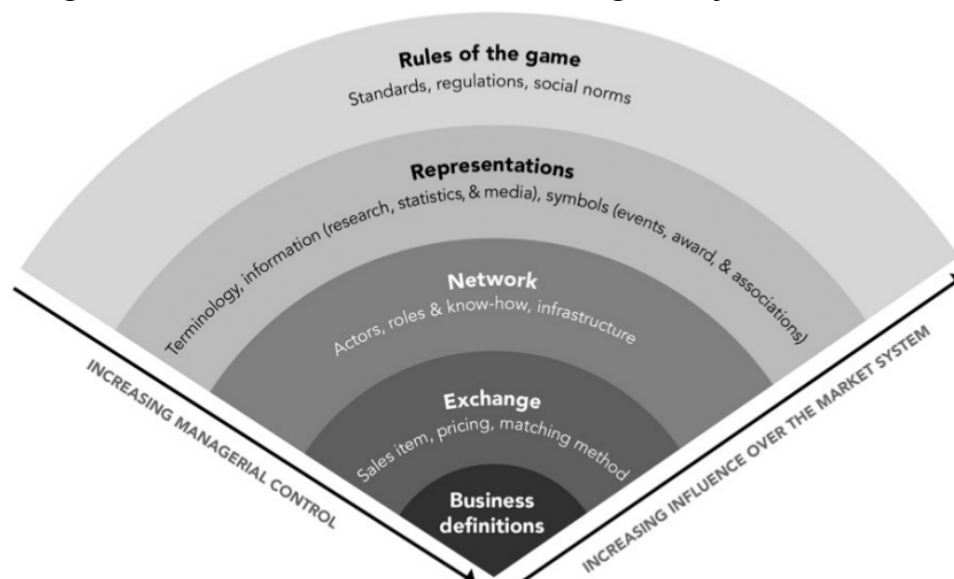 Rules of the game
Standards, regulations, social norms
Representations
Terminology, information (research, statistics, & media), symbols (events, award, & associations)
Network
Actors, roles & know-how, infrastructure
Exchange
Sales item, pricing, matching method
Business
definitions
INCREASING MANAGERIAL CONTROL
INCREASING INFLUENCE OVER THE MARKET SYSTEM